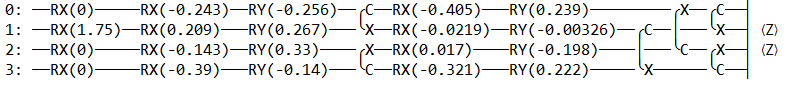 0: ──RX(0)─────RX(-0.243)──RY(-0.256)─╭C──RX(-0.405)───RY(0.239)───────────╭X─╭C─┤
1: ──RX(1.75)──RX(0.209)───RY(0.267)──╰X──RX(-0.0219)──RY(-0.00326)─╭C─────│──╰X─┤ ⟨Z⟩
2: ──RX(0)─────RX(-0.143)──RY(0.33)───╭X──RX(0.017)────RY(-0.198)───│─────╰C─╭X─┤ ⟨Z⟩
3: ──RX(0)─────RX(-0.39)───RY(-0.14)──╰C──RX(-0.321)───RY(0.222)────╰X────────╰C─┤